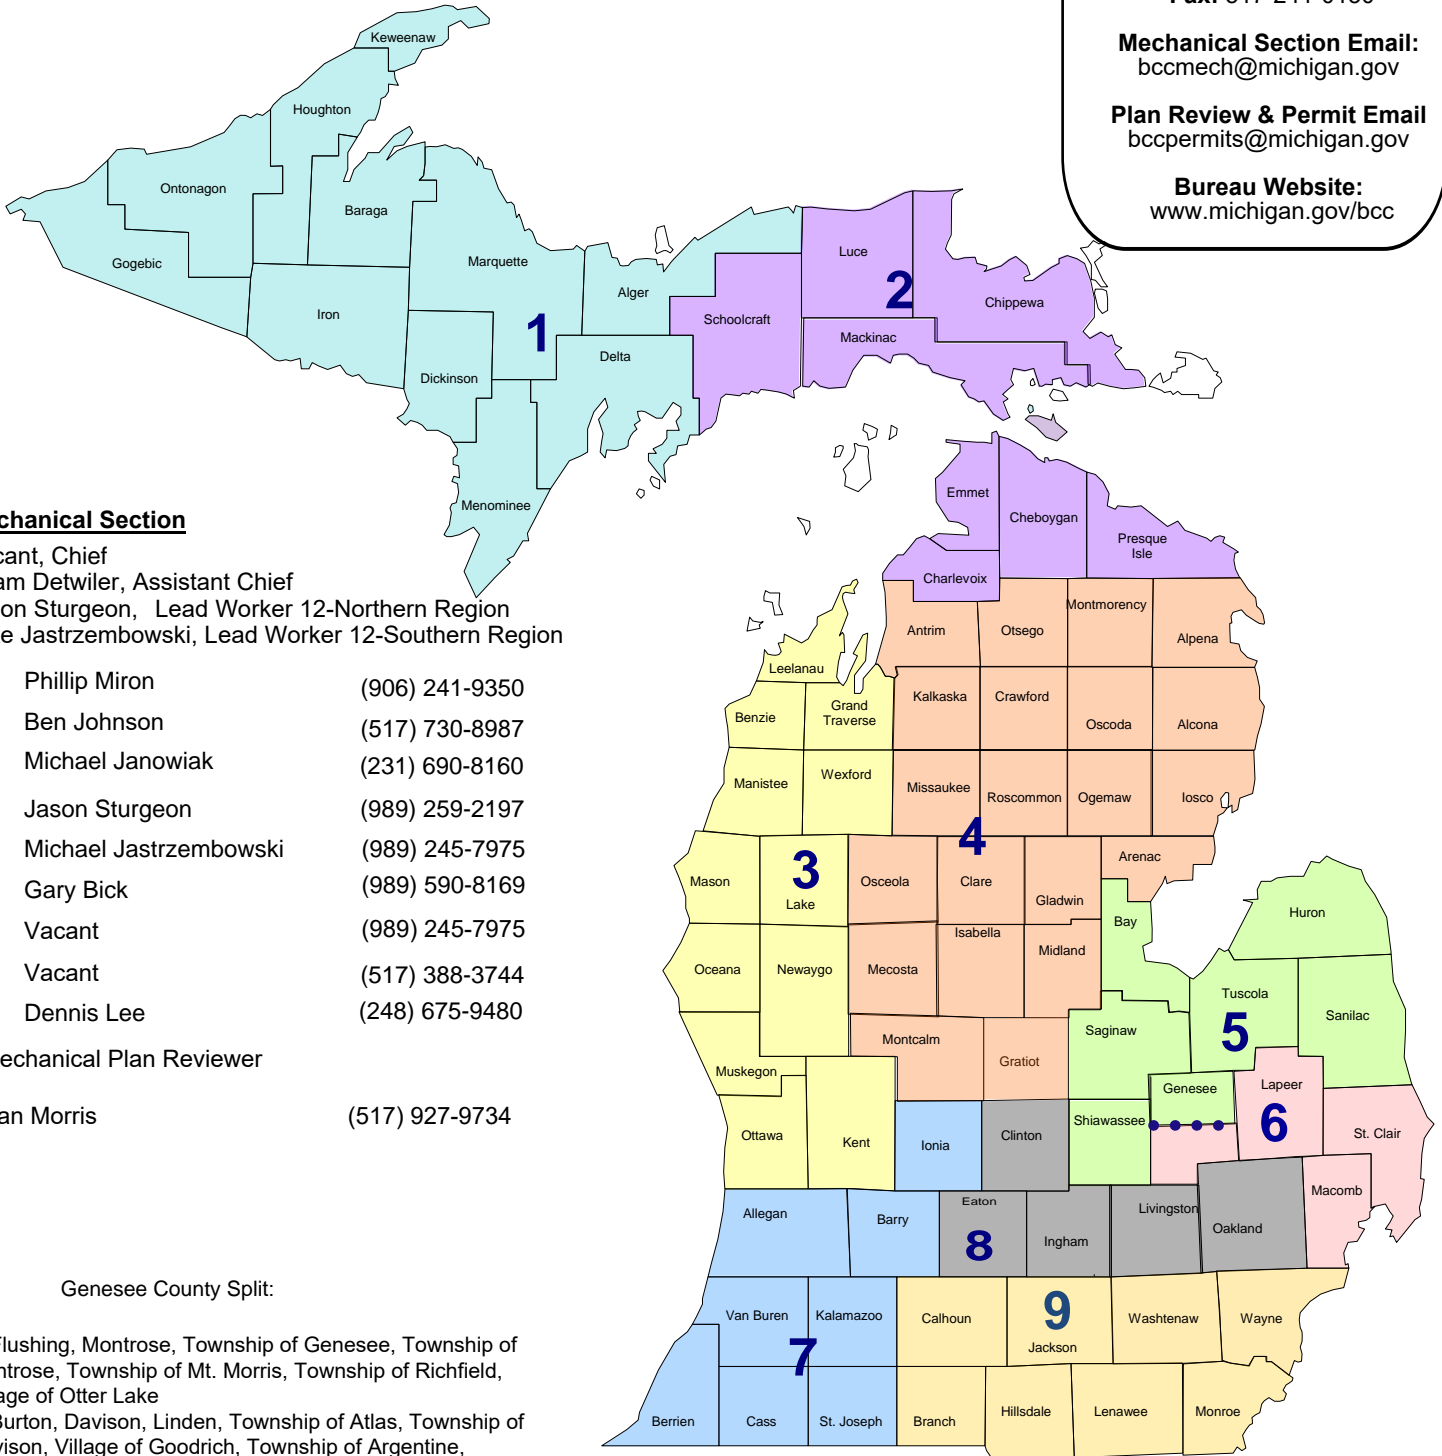 Mechanical Section Email:
bccmech@michigan.gov
Plan Review & Permit Email
bccpermits@michigan.gov
Bureau Website:
www.michigan.gov/bcc
Keweenaw
Houghton
Ontonagon
Baraga
Gogebic
Marquette
Iron
Alger
Luce
Chippewa
Schoolcraft
Mackinac
1
2
Delta
Dickinson
Menominee
Emmet
Cheboygan
Presque
Isle
Charlevoix
Section
Chief
Detwiler, Assistant Chief
Sturgeon, Lead Worker 12-Northern Region
Jastrzembowski, Lead Worker 12-Southern Region
Phillip Miron (906) 241-9350
Ben Johnson (517) 730-8987
Michael Janowiak (231) 690-8160
Jason Sturgeon (989) 259-2197
Michael Jastrzembowski (989) 245-7975
Gary Bick (989) 590-8169
Vacant (989) 245-7975
Vacant (517) 388-3744
Dennis Lee (248) 675-9480
Plan Reviewer
Morris (517) 927-9734
Antrim
Otsego
Montmorency
Alpena
Leelanau
Benzie
Grand
Traverse
Kalkaska
Crawford
Oscoda
Alcona
Manistee
Wexford
Missaukee
Roscommon
Ogemaw
Iosco
4
3
Mason
Lake
Osceola
Clare
Gladwin
Arenac
Bay
Huron
Oceana
Newaygo
Mecosta
Isabella
Midland
Tuscola
Sanilac
5
Saginaw
Muskegon
Montcalm
Gratiot
Genesee
Lapeer
6
Shiawassee
St. Clair
Ottawa
Kent
Ionia
Clinton
Macomb
Allegan
Barry
Eaton
8
Ingham
Livingston
Oakland
Van Buren
Kalamazoo
7
Calhoun
9
Jackson
Washtenaw
Wayne
Berrien
Cass
St. Joseph
Branch
Hillsdale
Lenawee
Monroe
Genesee County Split:
Flushing, Montrose, Township of Genesee, Township of
Township of Mt. Morris, Township of Richfield,
of Otter Lake
Burton, Davison, Linden, Township of Atlas, Township of
Village of Goodrich, Township of Argentine,